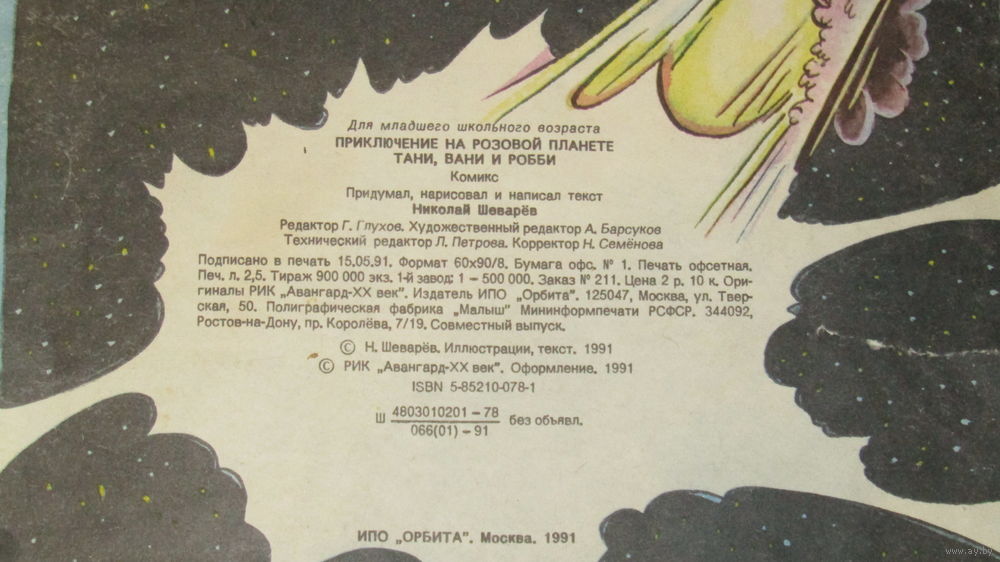 Для младшего школьного возраста
ПРИКЛЮЧЕНИЕ НА РОЗОВОЙ ПЛАНЕТЕ
ТАНИ, ВАНИ И РОББИ
Комикс
Придумал, нарисовал и написал текст
Николай Шеварёв
Редактор Г. Глухов. Художественный редактор А. Барсуков
Технический редактор Л. Петрова. Корректор Н. Семёнова
Подписано в печать 15.05.91. Формат 60х90/8. Бумага офс. № 1. Печать офсетная.
Печ. л. 2,5. Тираж 900 000 экз. 1-й завод: 1 – 500 000. Заказ № 211. Цена 2 р. 10 к. Ори-
гиналы РИК „Авангард-XX век". Издатель ИПО „Орбита". 125047, Москва, ул. Твер-
ская, 50. Полиграфическая фабрика „Малыш" Мининформпечати РСФСР. 344092,
Ростов-на-Дону, пр. Королёва, 7/19. Совместный выпуск.
© Н. Шеварёв. Иллюстрации, текст. 1991
© РИК „Авангард-XX век". Оформление. 1991
ISBN 5-85210-078-1
Ш 4803010201 – 78 без объявл.
066(01) – 91
ИПО „ОРБИТА". Москва. 1991
www.ay.by